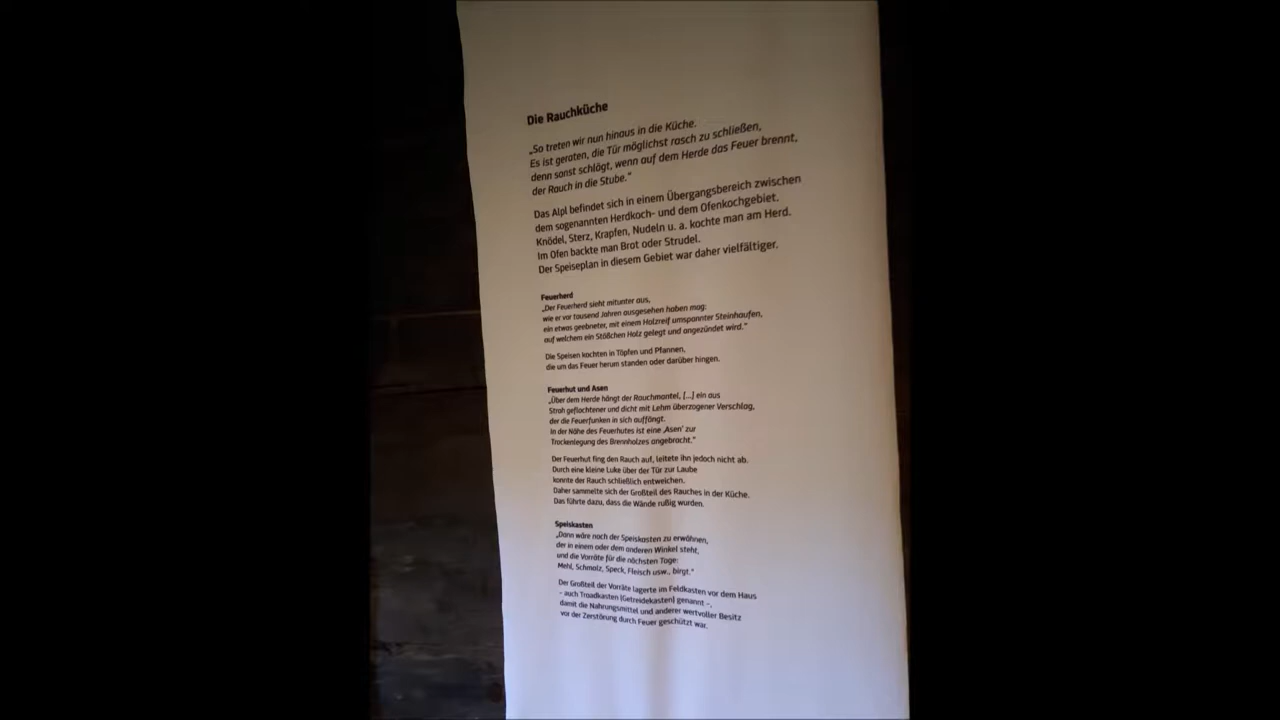 Die Rauchküche
„So treten wir nun hinaus in die Küche.
Es ist geraten, die Tür möglichst rasch zu schließen,
denn sonst schlägt, wenn auf dem Herde das Feuer brennt,
der Rauch in die Stube.“
Das Alpl befindet sich in einem Übergangsbereich zwischen
dem sogenannten Herdkoch- und dem Ofenkochgebiet.
Knödel, Sterz, Krapfen, Nudeln u. a. kochte man am Herd.
Im Ofen backte man Brot oder Strudel.
Der Speiseplan in diesem Gebiet war daher vielfältiger.
Feuerherd
„Der Feuerherd sieht mitunter aus,
wie er vor tausend Jahren ausgesehen haben mag:
ein etwas geebneter, mit einem Holzreif umspannter Steinhaufen,
auf welchem ein Stößchen Holz gelegt und angezündet wird.“
Die Speisen kochten in Töpfen und Pfannen,
die um das Feuer herum standen oder darüber hingen.
Feuerhut und Asen
„Über dem Herde hängt der Rauchmantel, [...] ein aus
Stroh geflochtener und dicht mit Lehm überzogener Verschlag,
der die Feuerfunken in sich auffängt.
In der Nähe des Feuerhutes ist eine ‚Asen‘ zur
Trockenlegung des Brennholzes angebracht.“
Der Feuerhut fing den Rauch auf, leitete ihn jedoch nicht ab.
Durch eine kleine Luke über der Tür zur Laube
konnte der Rauch schließlich entweichen.
Daher sammelte sich der Großteil des Rauches in der Küche.
Das führte dazu, dass die Wände rußig wurden.
Speiskasten
„Dann wäre noch der Speiskasten zu erwähnen,
der in einem oder dem anderen Winkel steht,
und die Vorräte für die nächsten Tage:
Mehl, Schmalz, Speck, Fleisch usw., birgt.“
Der Großteil der Vorräte lagerte im Feldkasten vor dem Haus
- auch Troadkasten [Getreidekasten] genannt -,
damit die Nahrungsmittel und anderer wertvoller Besitz
vor der Zerstörung durch Feuer geschützt war.